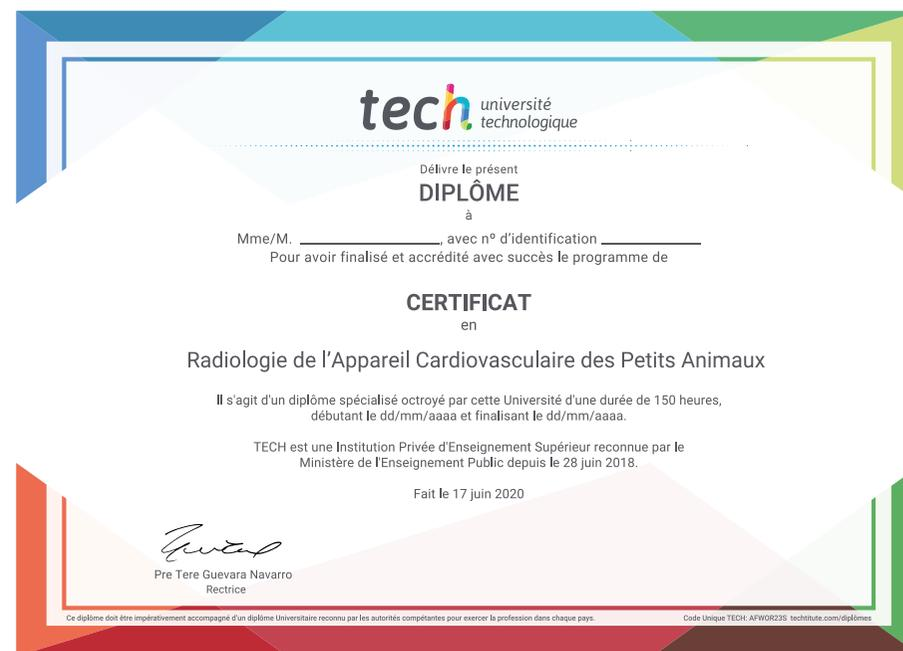 tech université
technologique
Délivre le présent
DIPLÔME
à
Mme/M. ____________________, avec nº d'identification ______________
Pour avoir finalisé et accrédité avec succès le programme de
CERTIFICAT
en
Radiologie de l'Appareil Cardiovasculaire des Petits Animaux
Il s'agit d'un diplôme spécialisé octroyé par cette Université d'une durée de 150 heures,
débutant le dd/mm/aaaa et finalisant le dd/mm/aaaa.
TECH est une Institution Privée d'Enseignement Supérieur reconnue par le
Ministère de l'Enseignement Public depuis le 28 juin 2018.
Fait le 17 juin 2020
Pre Tere Guevara Navarro
Rectrice
Ce diplôme doit être impérativement accompagné d'un diplôme Universitaire reconnu par les autorités compétantes pour exercer la profession dans chaque pays.
Code Unique TECH: AFWOR23S techtitute.com/diplômes